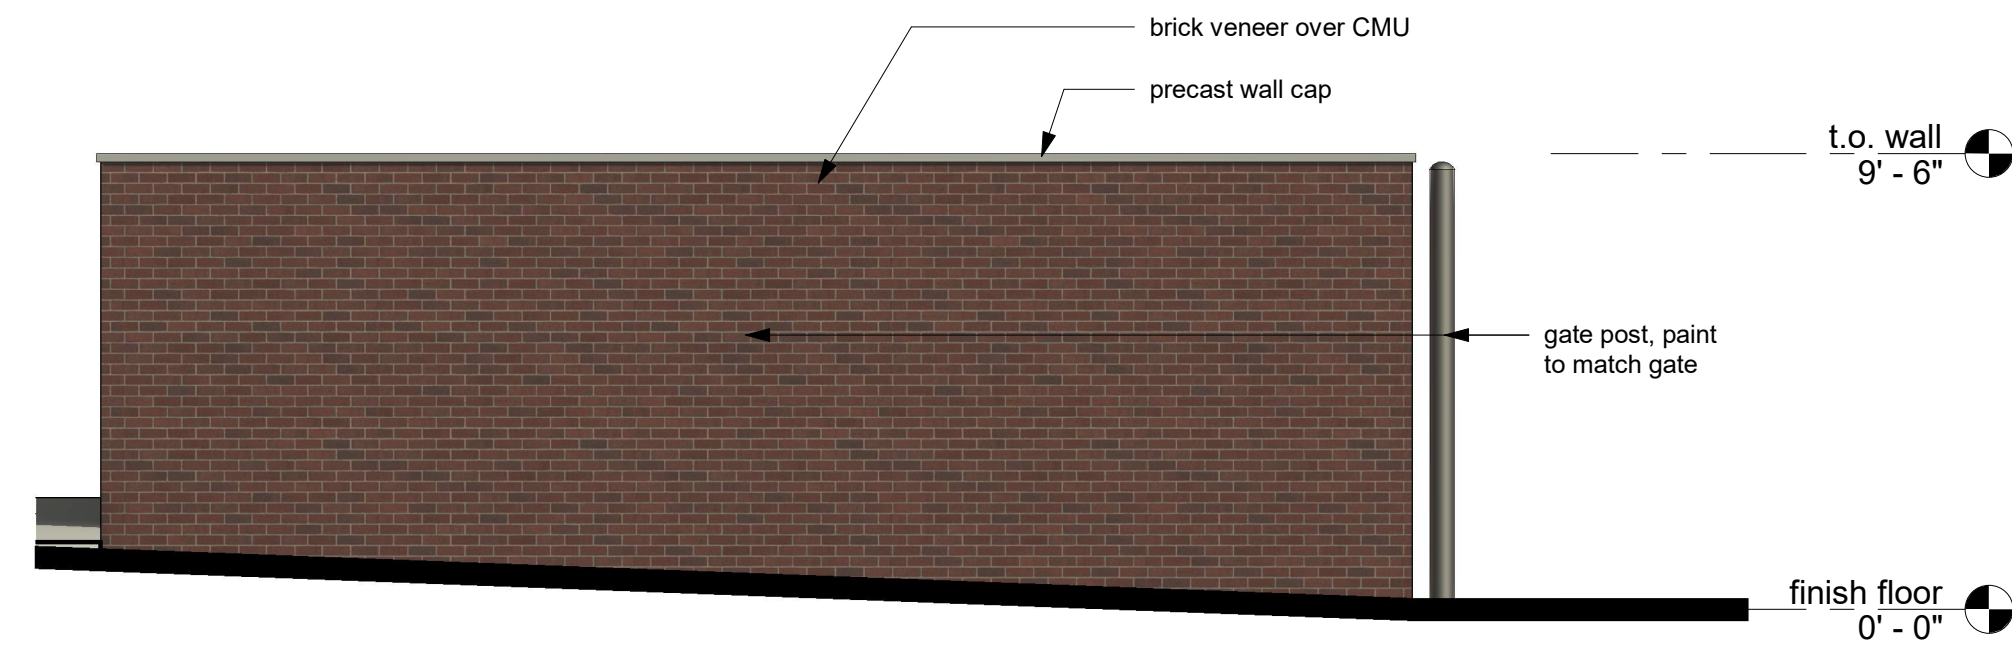 brick veneer over CMU
precast wall cap
t.o. wall
9' - 6"
gate post, paint
to match gate
finish floor
0' - 0"